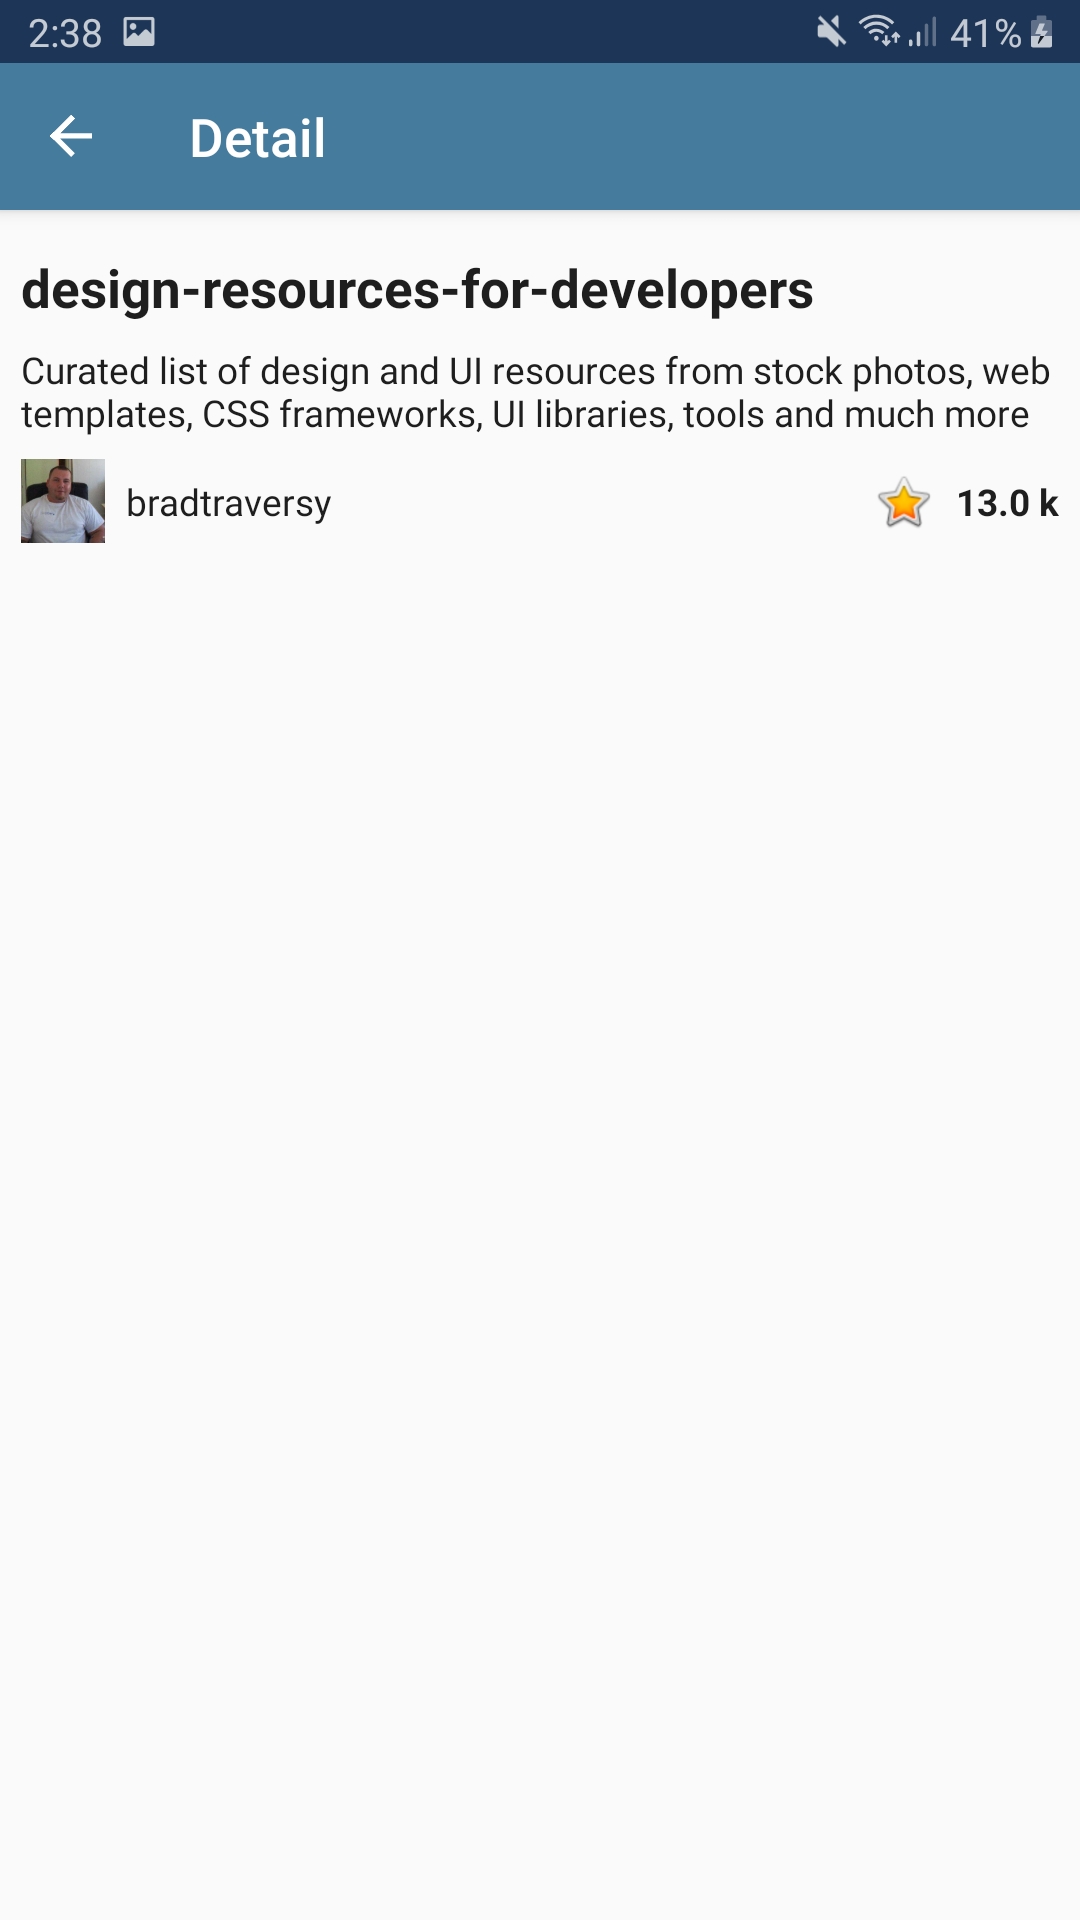 2:38 41%
Detail
design-resources-for-developers
Curated list of design and UI resources from stock photos, web
templates, CSS frameworks, UI libraries, tools and much more
bradtraversy 13.0 k